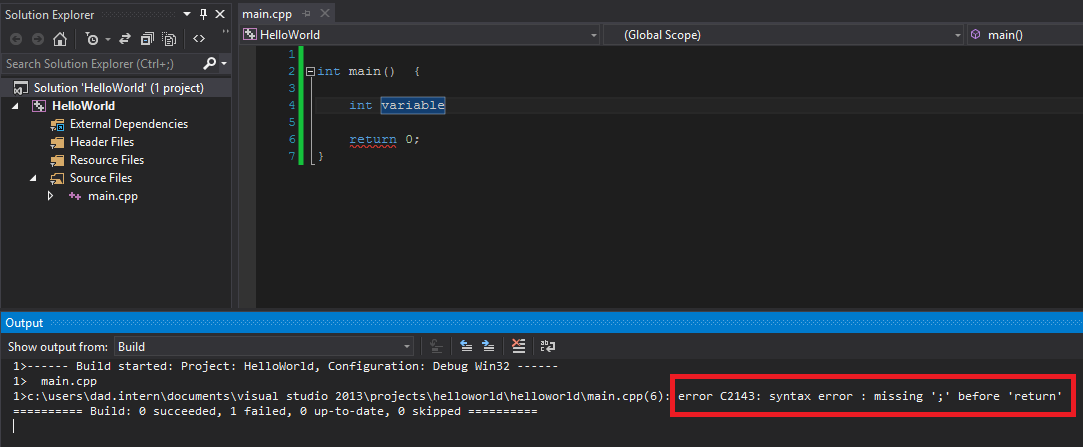 Solution Explorer
Search Solution Explorer (Ctrl+;)
Solution 'HelloWorld' (1 project)
HelloWorld
External Dependencies
Header Files
Resource Files
Source Files
main.cpp
main.cpp
HelloWorld (Global Scope) main()
1
2 int main() {
3
4 int variable
5
6 return 0;
7 }
Output
Show output from: Build
1>------ Build started: Project: HelloWorld, Configuration: Debug Win32 ------
1> main.cpp
1>c:\users\dad.intern\documents\visual studio 2013\projects\helloworld\helloworld\main.cpp(6): error C2143: syntax error : missing ';' before 'return'
========== Build: 0 succeeded, 1 failed, 0 up-to-date, 0 skipped ==========